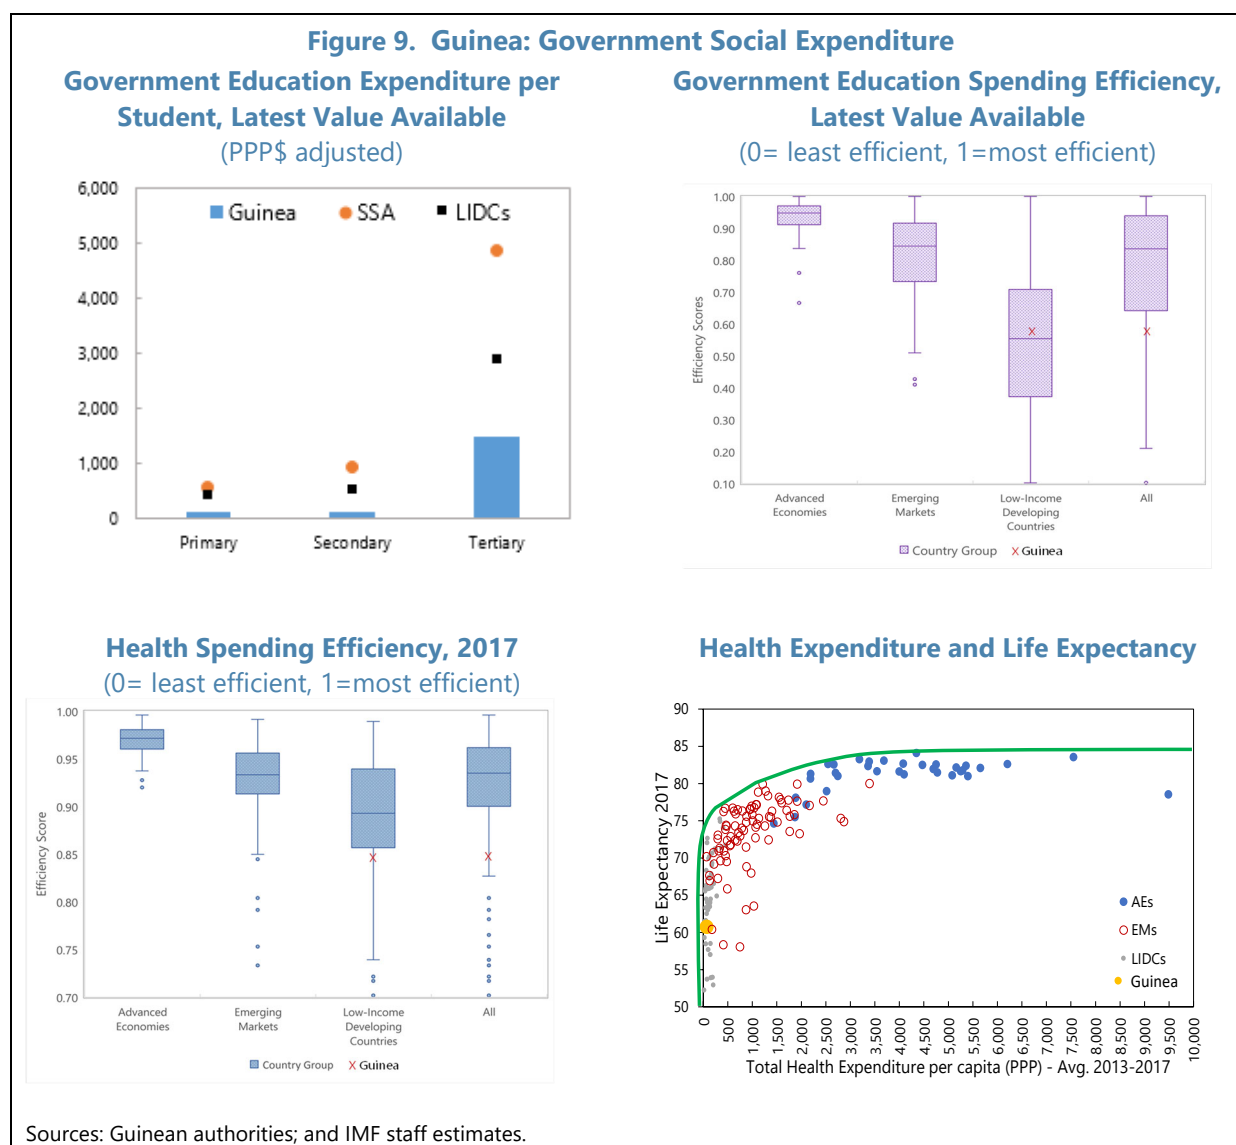 Figure 9. Guinea: Government Social Expenditure
Government Education Expenditure per
Student, Latest Value Available
(PPP$ adjusted)
6,000
5,000
4,000
3,000
2,000
1,000
0
Guinea
SSA
LIDCs
Primary
Secondary
Tertiary
Government Education Spending Efficiency,
Latest Value Available
(0= least efficient, 1=most efficient)
Efficiency Scores
1.00
0.90
0.80
0.70
0.60
0.50
0.40
0.30
0.20
0.10
Advanced
Economies
Emerging
Markets
Low-Income
Developing
Countries
All
Country Group
X Guinea
Health Spending Efficiency, 2017
(0= least efficient, 1=most efficient)
Efficiency Score
1.00
0.95
0.90
0.85
0.80
0.75
0.70
Advanced
Economies
Emerging
Markets
Low-Income
Developing
Countries
All
Country Group
X Guinea
Health Expenditure and Life Expectancy
Life Expectancy 2017
90
85
80
75
70
65
60
55
50
AEs
EMs
LIDCs
Guinea
0
500
1,000
1,500
2,000
2,500
3,000
3,500
4,000
4,500
5,000
5,500
6,000
6,500
7,000
7,500
8,000
8,500
9,000
9,500
10,000
Total Health Expenditure per capita (PPP) - Avg. 2013-2017
Sources: Guinean authorities; and IMF staff estimates.